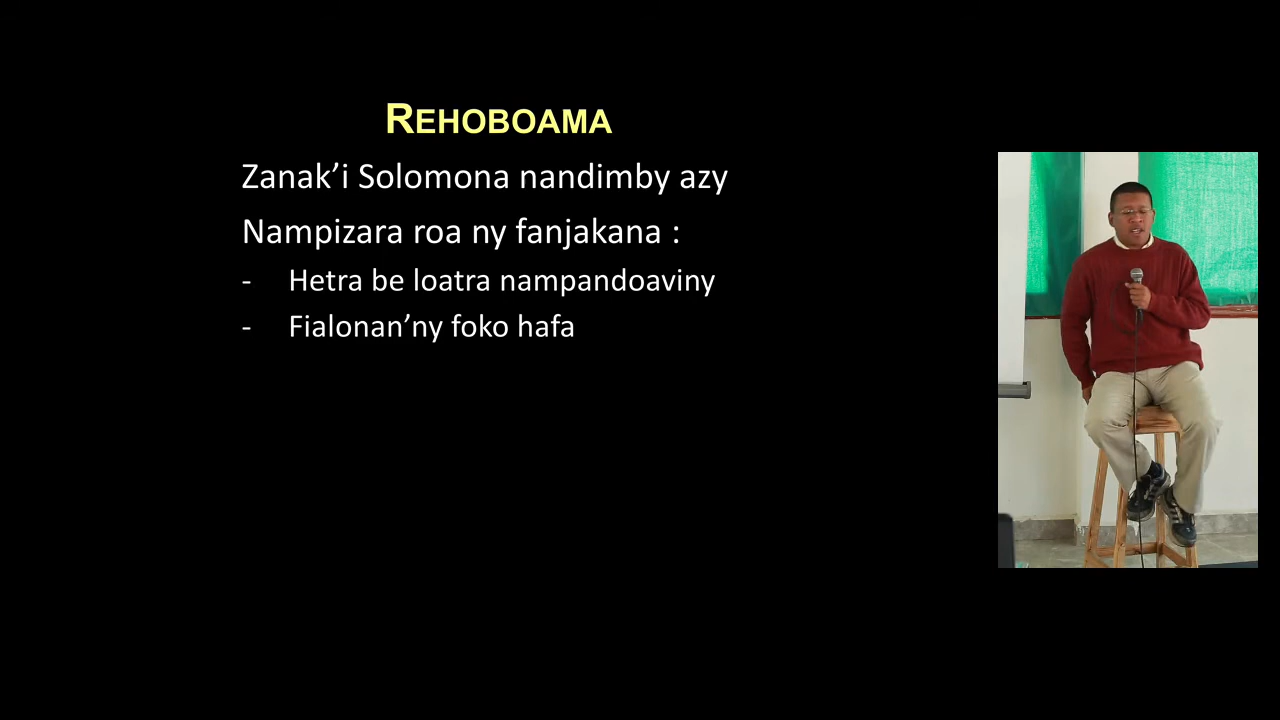 REHOBOAMA
Zanak’i Solomona nandimby azy
Nampizara roa ny fanjakana :
- Hetra be loatra nampandoaviny
- Fialonan’ny foko hafa